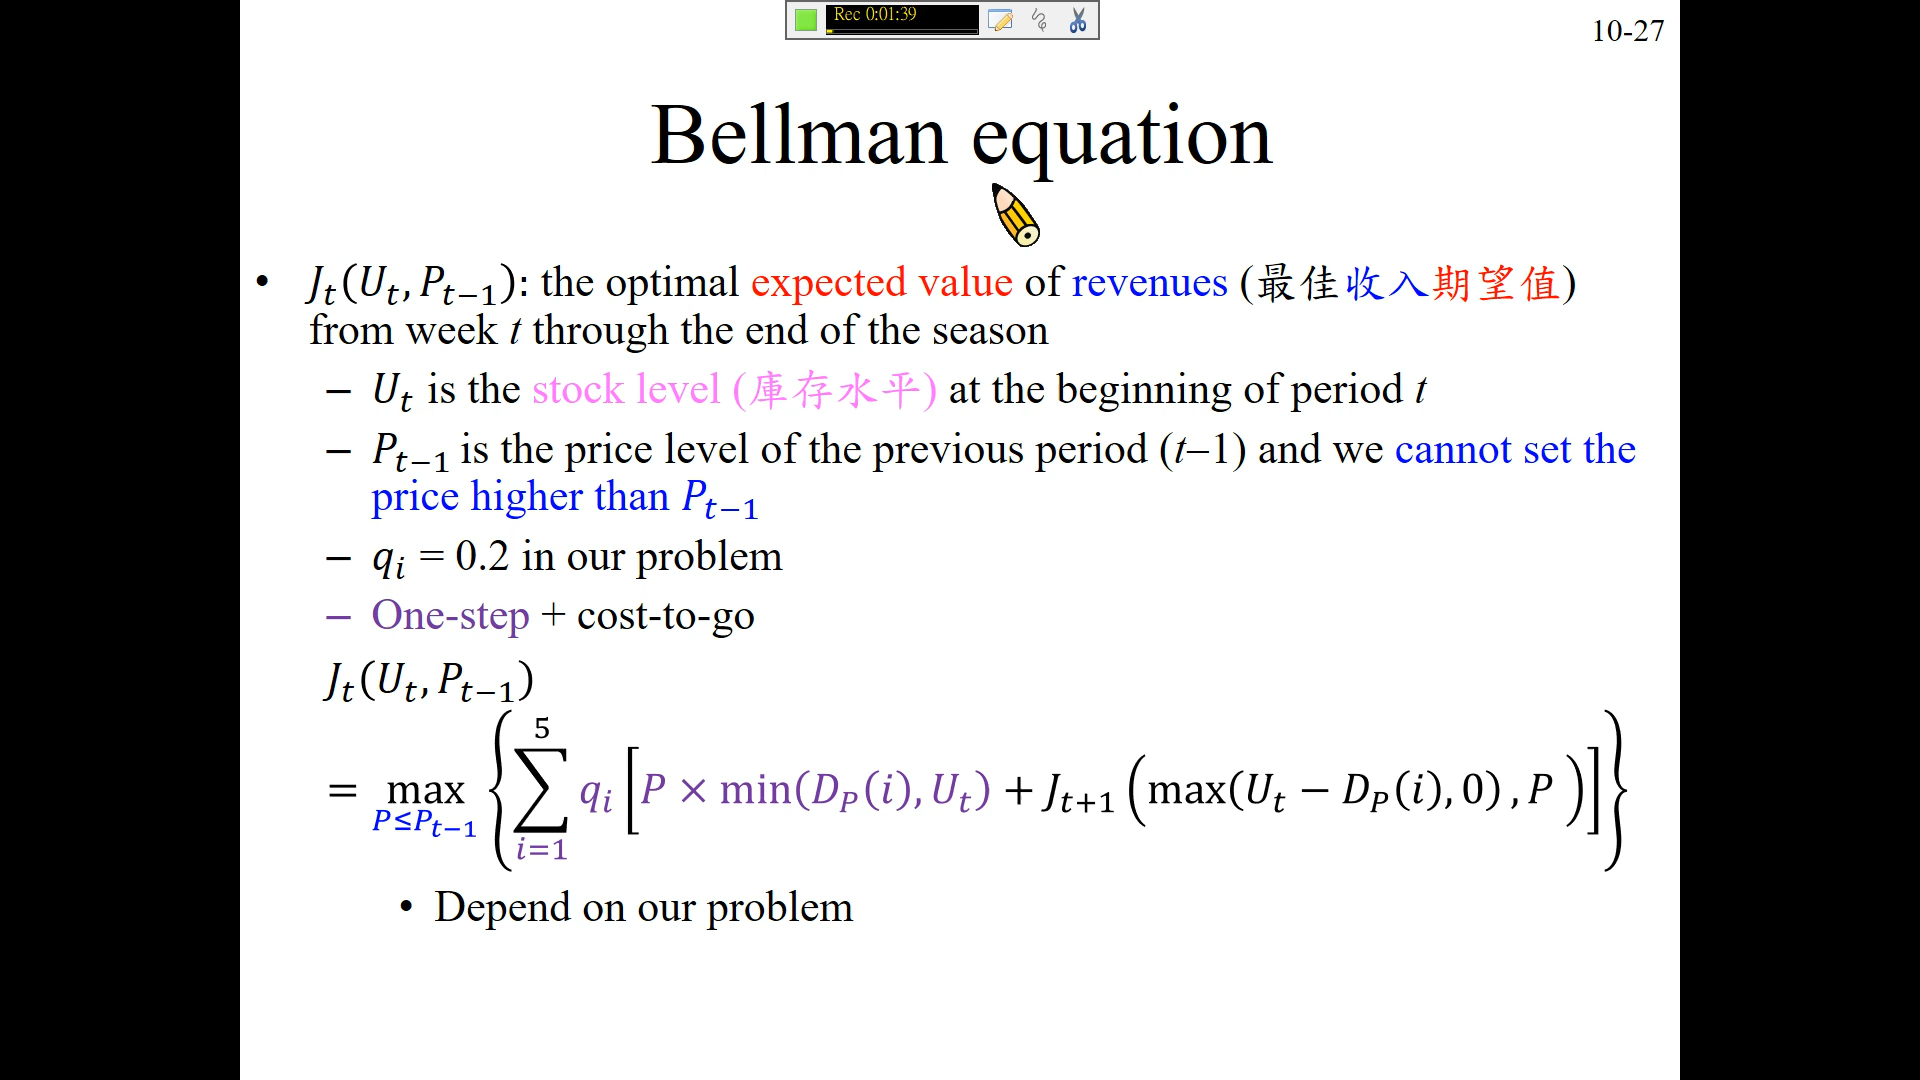 Rec 0:01:39
10-27
Bellman equation
• J_t(U_t, P_{t−1}): the optimal expected value of revenues (最佳收入期望值)
from week t through the end of the season
– U_t is the stock level (庫存水平) at the beginning of period t
– P_{t−1} is the price level of the previous period (t–1) and we cannot set the
price higher than P_{t−1}
– q_i = 0.2 in our problem
– One-step + cost-to-go
J_t(U_t, P_{t−1})
= max_{P≤P_{t−1}} { ∑_{i=1}^{5} q_i [ P × min(D_P(i), U_t) + J_{t+1} ( max(U_t − D_P(i), 0) , P ) ] }
• Depend on our problem